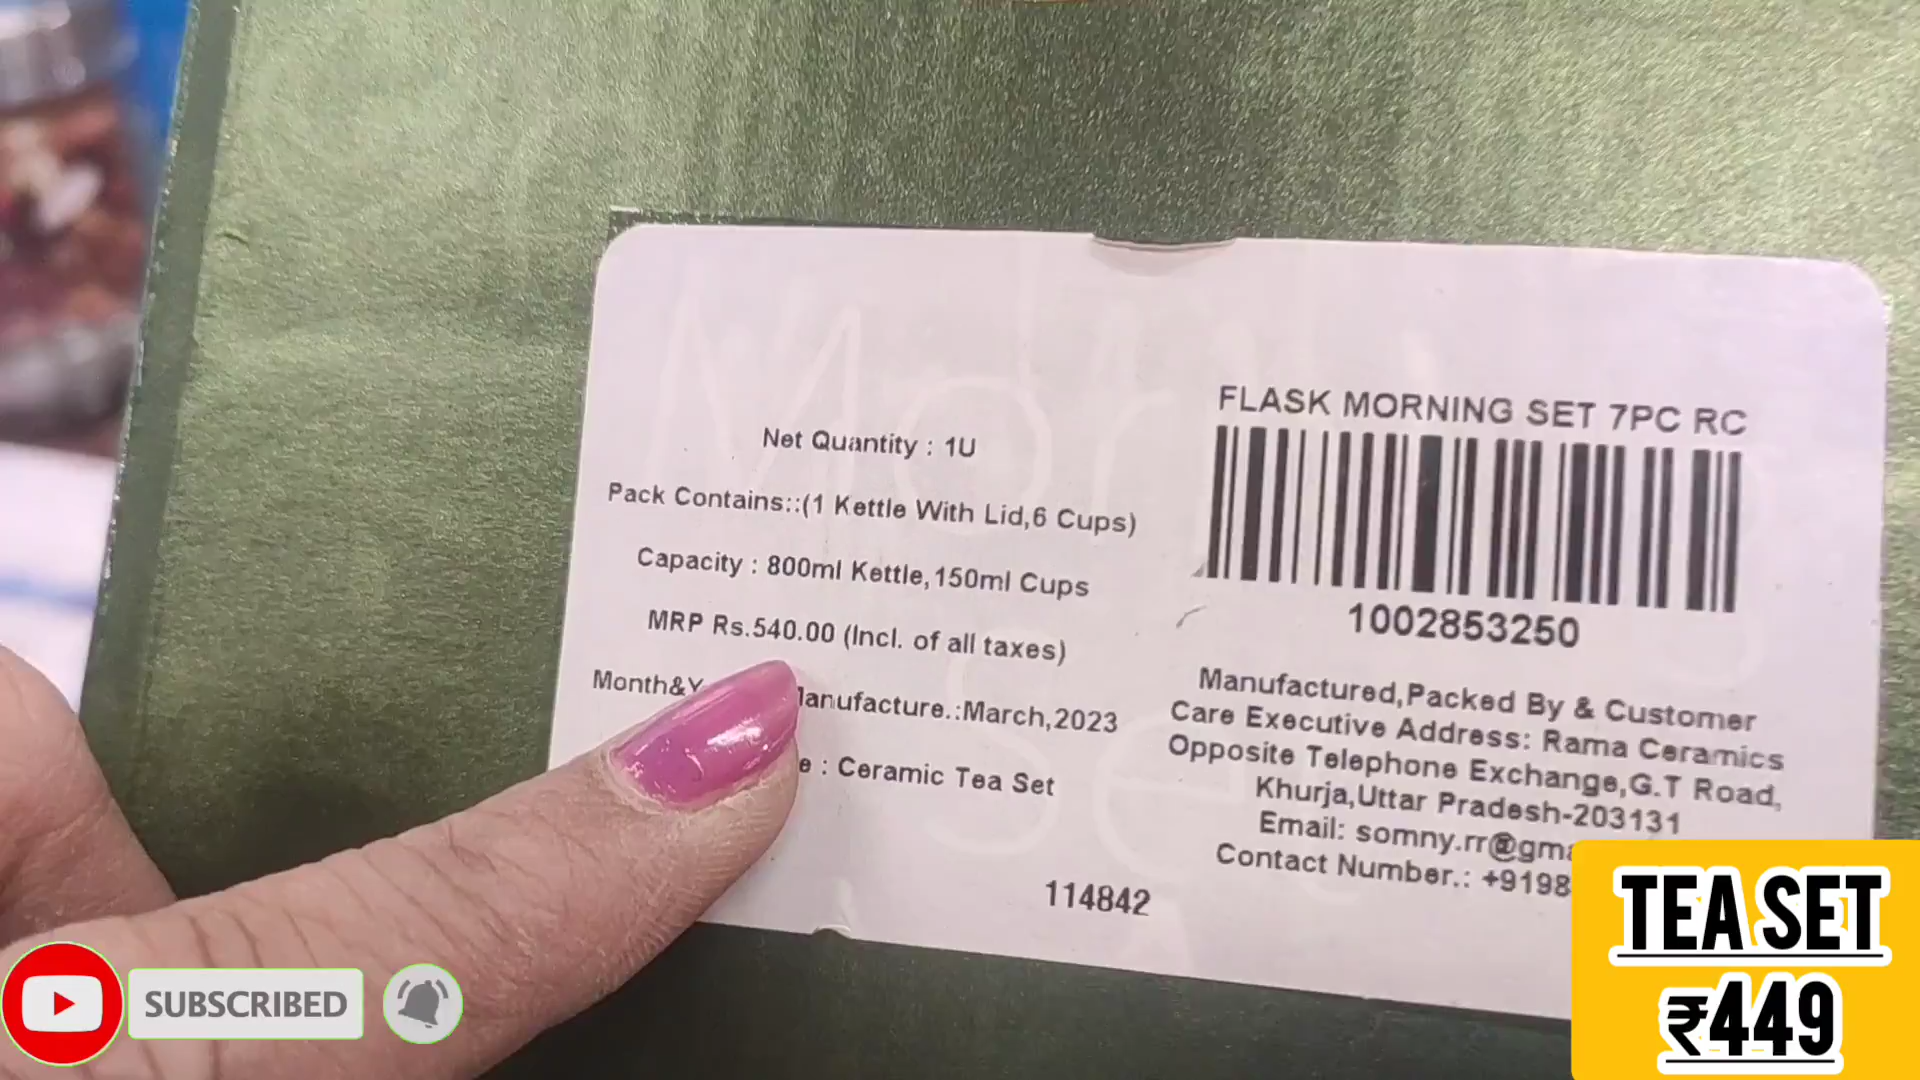 Net Quantity : 1U
Pack Contains::(1 Kettle With Lid,6 Cups)
Capacity : 800ml Kettle,150ml Cups
MRP Rs.540.00 (Incl. of all taxes)
Month&Y anufacture.:March,2023
e : Ceramic Tea Set
114842
FLASK MORNING SET 7PC RC
1002853250
Manufactured,Packed By & Customer
Care Executive Address: Rama Ceramics
Opposite Telephone Exchange,G.T Road,
Khurja,Uttar Pradesh-203131
Email: somny.rr@gma
Contact Number.: +9198
SUBSCRIBED
TEA SET
₹449